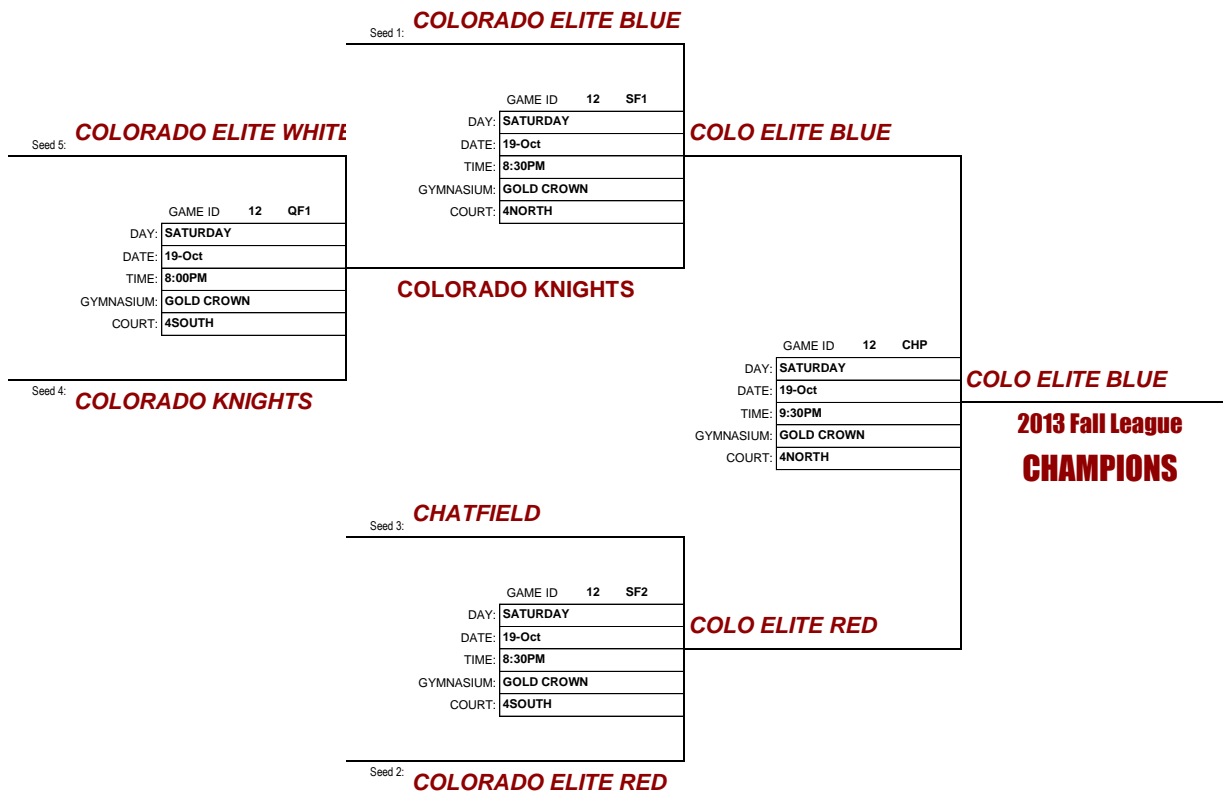 COLORADO ELITE BLUE
Seed 1:
GAME ID 12 SF1
DAY: SATURDAY
DATE: 19-Oct
TIME: 8:30PM
GYMNASIUM: GOLD CROWN
COURT: 4NORTH
COLORADO ELITE WHITE
Seed 5:
COLO ELITE BLUE
GAME ID 12 QF1
DAY: SATURDAY
DATE: 19-Oct
TIME: 8:00PM
GYMNASIUM: GOLD CROWN
COURT: 4SOUTH
COLORADO KNIGHTS
Seed 4:
COLORADO KNIGHTS
GAME ID 12 CHP
DAY: SATURDAY
DATE: 19-Oct
TIME: 9:30PM
GYMNASIUM: GOLD CROWN
COURT: 4NORTH
COLO ELITE BLUE
2013 Fall League
CHAMPIONS
CHATFIELD
Seed 3:
GAME ID 12 SF2
DAY: SATURDAY
DATE: 19-Oct
TIME: 8:30PM
GYMNASIUM: GOLD CROWN
COURT: 4SOUTH
COLO ELITE RED
Seed 2:
COLORADO ELITE RED